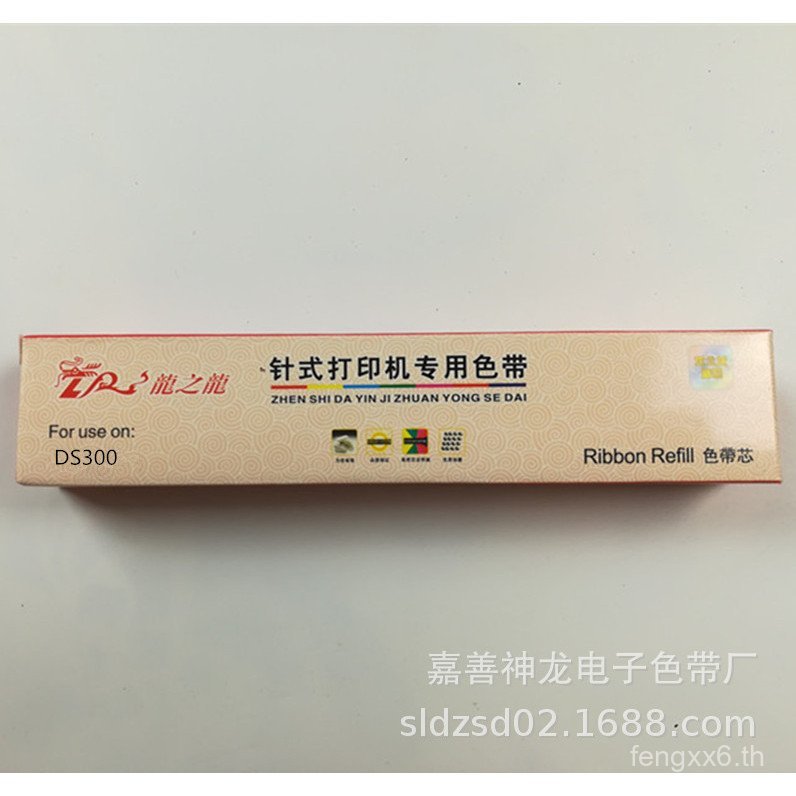 龍之龍
针式打印机专用色带
ZHEN SHI DA YIN JI ZHUAN YONG SE DAI
For use on:
DS300
Ribbon Refill 色帶芯
嘉善神龙电子色带厂
sldzsd02.1688.com
fengxx6.th